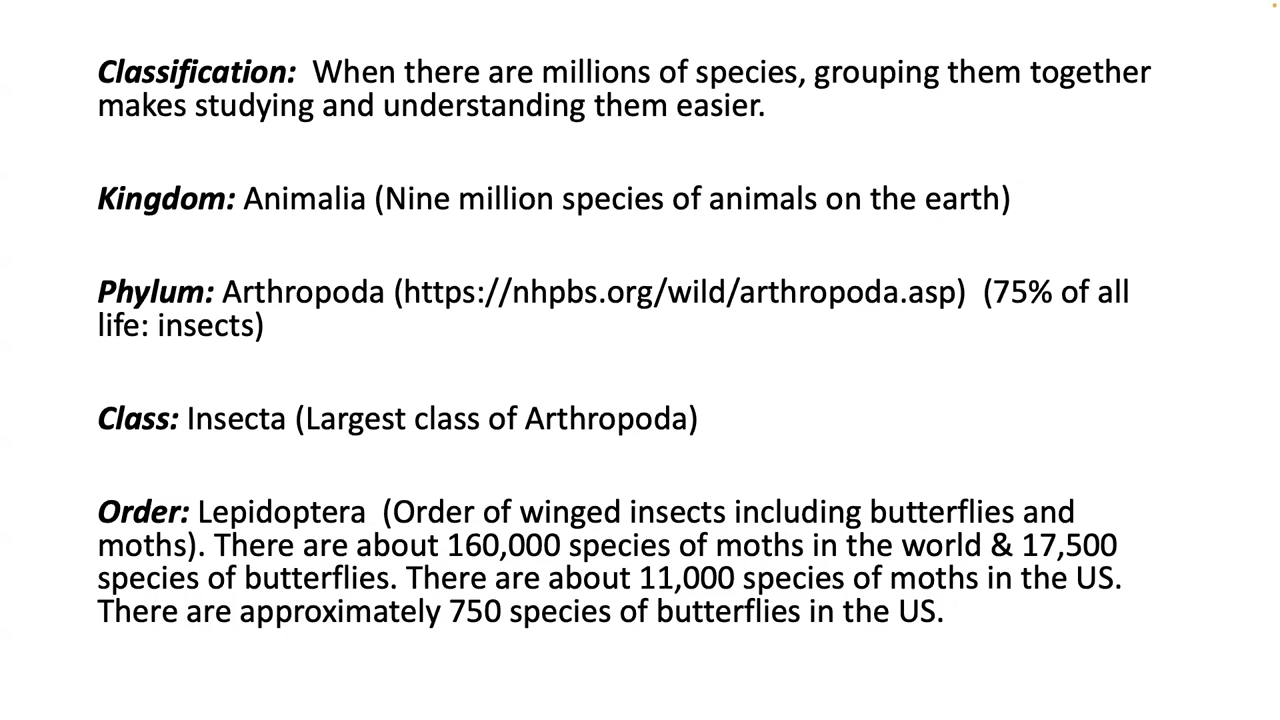 Classification:  When there are millions of species, grouping them together
makes studying and understanding them easier.
Kingdom: Animalia (Nine million species of animals on the earth)
Phylum: Arthropoda (https://nhpbs.org/wild/arthropoda.asp)  (75% of all
life: insects)
Class: Insecta (Largest class of Arthropoda)
Order: Lepidoptera  (Order of winged insects including butterflies and
moths). There are about 160,000 species of moths in the world & 17,500
species of butterflies. There are about 11,000 species of moths in the US.
There are approximately 750 species of butterflies in the US.